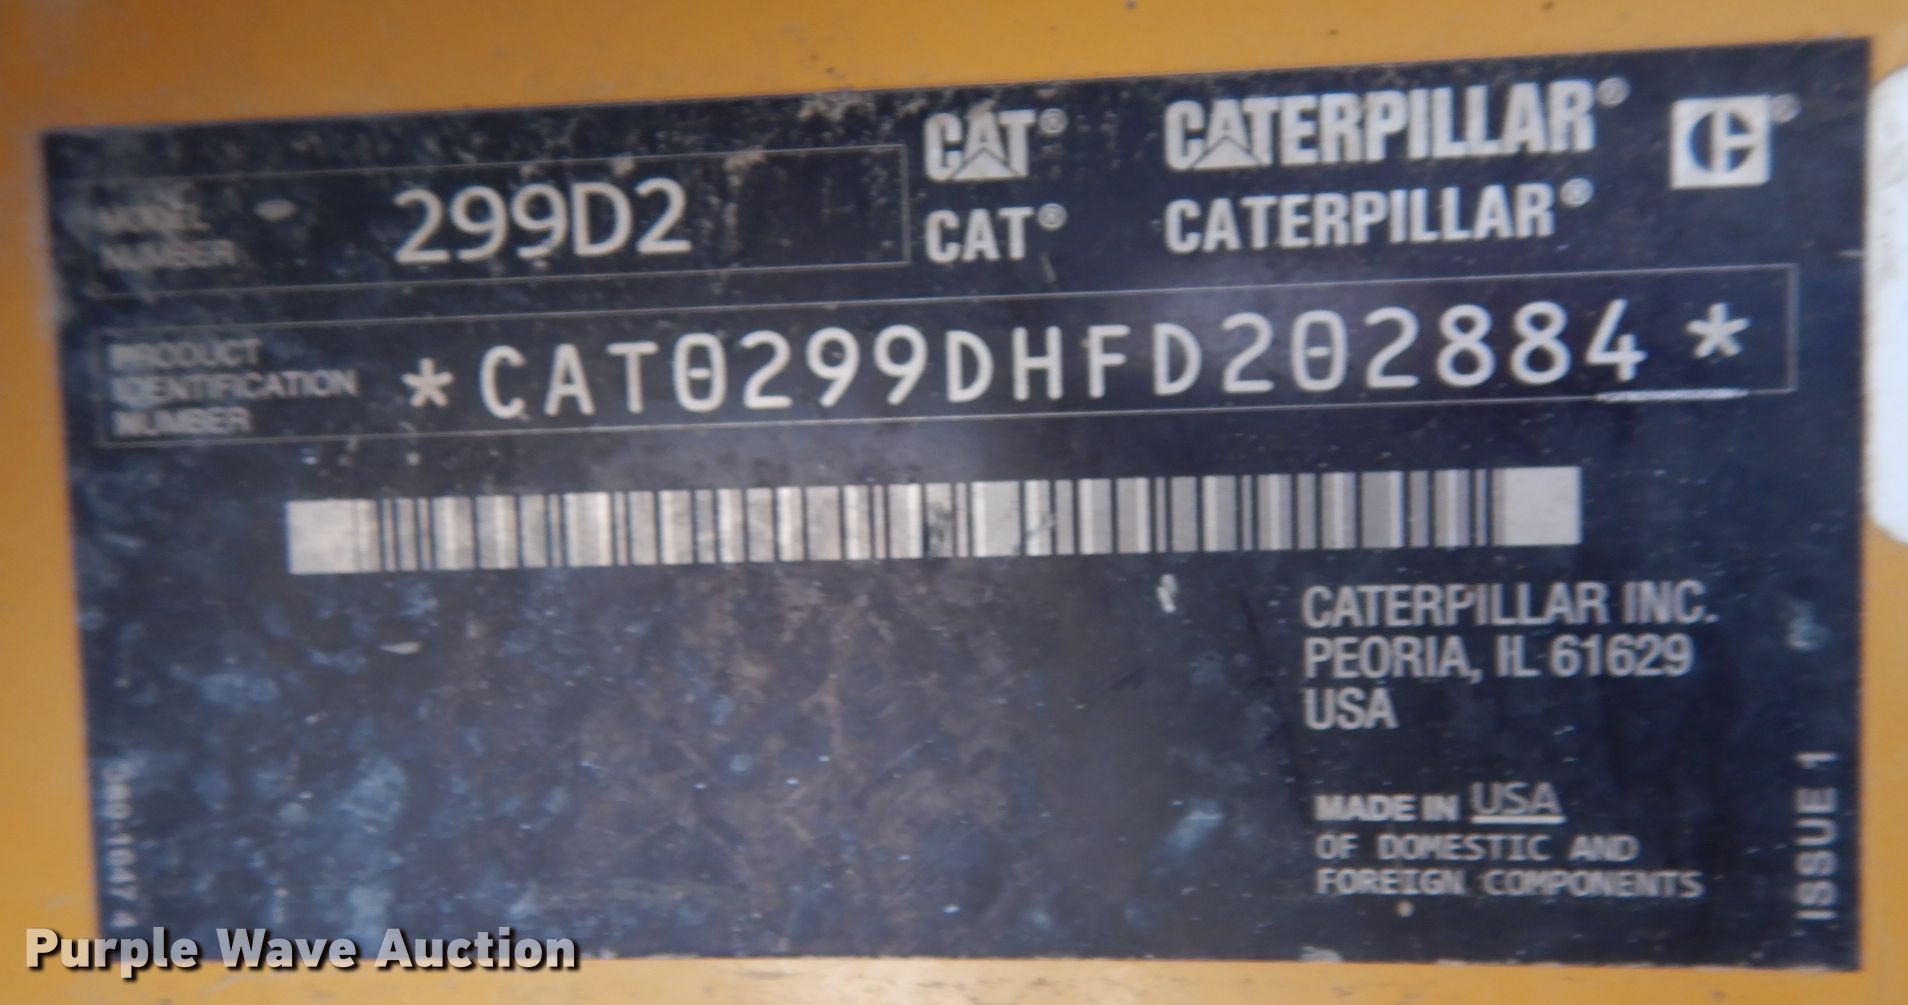 CAT® CATERPILLAR®
MODEL NUMBER 299D2
CAT® CATERPILLAR®
PRODUCT IDENTIFICATION NUMBER *CAT0299DHFD202884*
CATERPILLAR INC.
PEORIA, IL 61629
USA
MADE IN USA
OF DOMESTIC AND
FOREIGN COMPONENTS
ISSUE 1
Purple Wave Auction